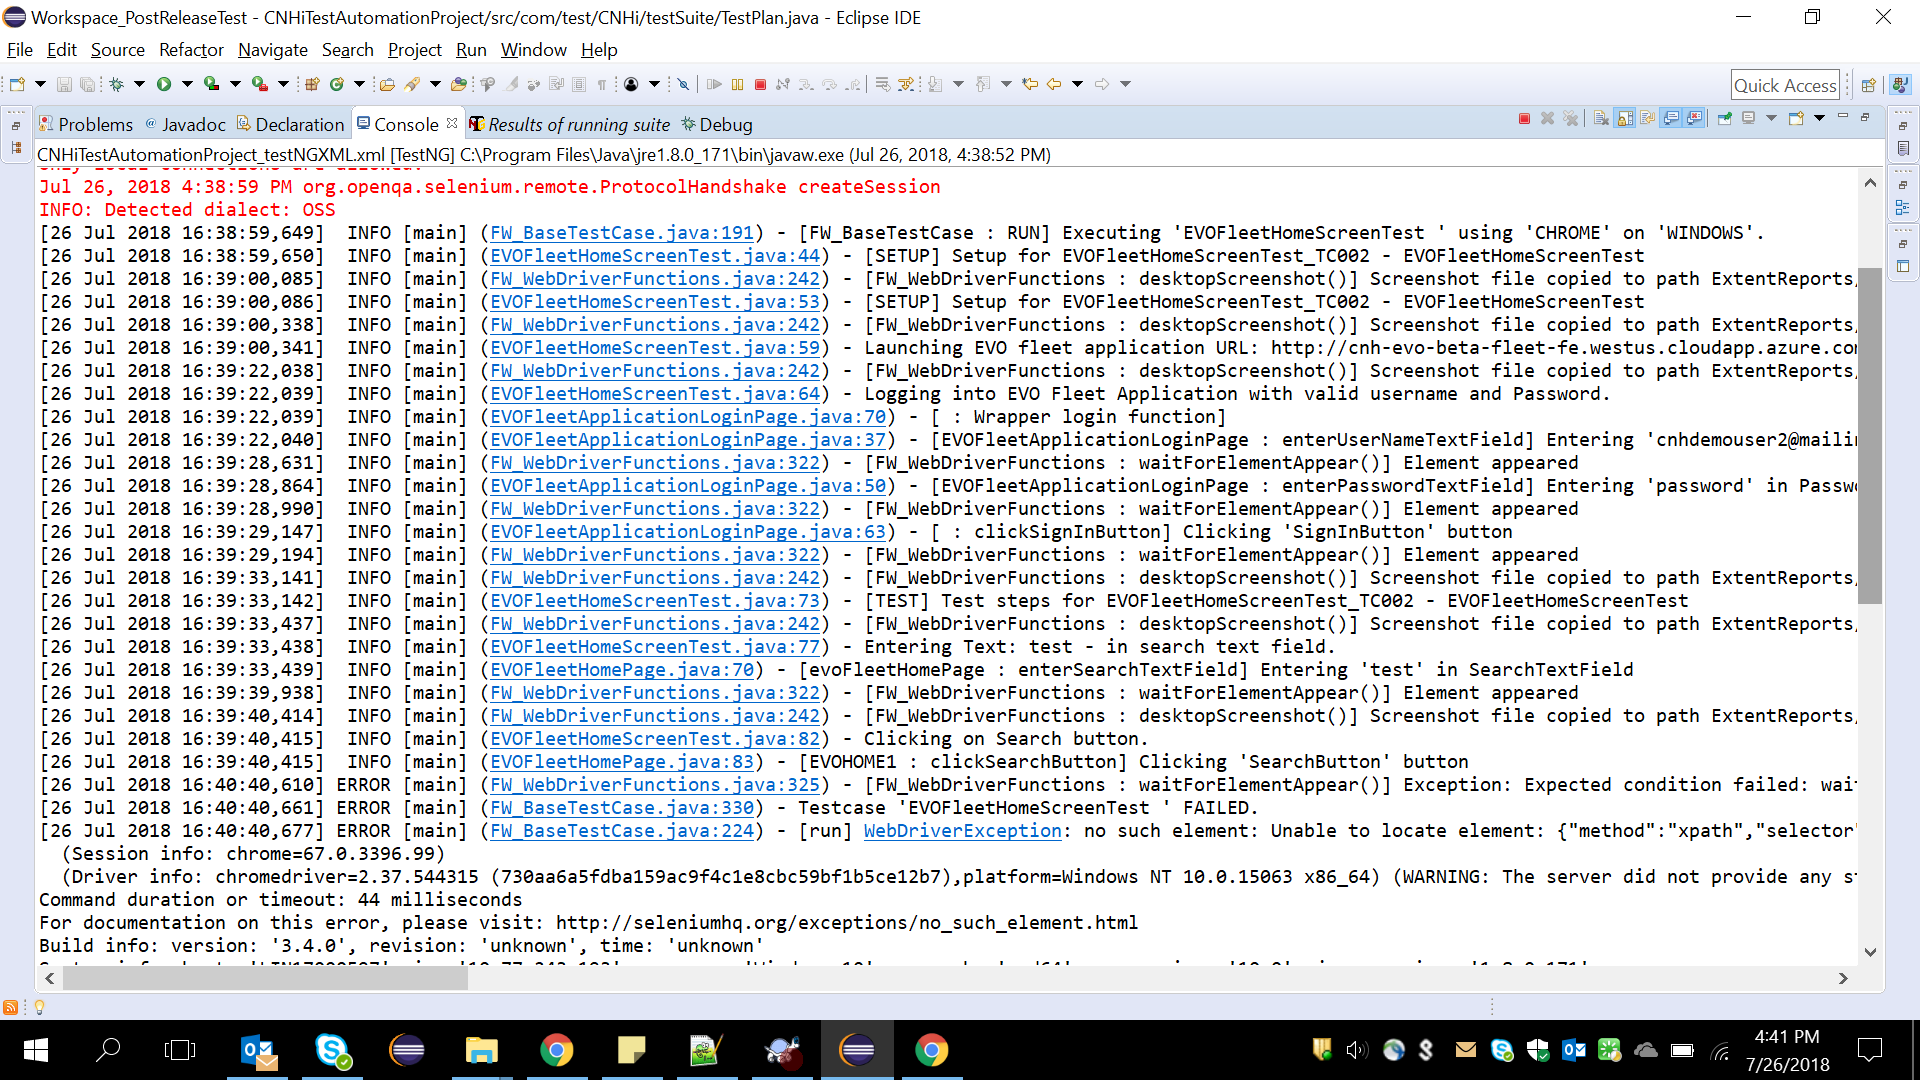 Workspace_PostReleaseTest - CNHiTestAutomationProject/src/com/test/CNHi/testSuite/TestPlan.java - Eclipse IDE
File Edit Source Refactor Navigate Search Project Run Window Help
Quick Access
Problems Javadoc Declaration Console Results of running suite Debug
CNHiTestAutomationProject_testNGXML.xml [TestNG] C:\Program Files\Java\jre1.8.0_171\bin\javaw.exe (Jul 26, 2018, 4:38:52 PM)
Only local connections are allowed.
Jul 26, 2018 4:38:59 PM org.openqa.selenium.remote.ProtocolHandshake createSession
INFO: Detected dialect: OSS
[26 Jul 2018 16:38:59,649]  INFO [main] (FW_BaseTestCase.java:191) - [FW_BaseTestCase : RUN] Executing 'EVOFleetHomeScreenTest ' using 'CHROME' on 'WINDOWS'.
[26 Jul 2018 16:38:59,650]  INFO [main] (EVOFleetHomeScreenTest.java:44) - [SETUP] Setup for EVOFleetHomeScreenTest_TC002 - EVOFleetHomeScreenTest
[26 Jul 2018 16:39:00,085]  INFO [main] (FW_WebDriverFunctions.java:242) - [FW_WebDriverFunctions : desktopScreenshot()] Screenshot file copied to path ExtentReports/
[26 Jul 2018 16:39:00,086]  INFO [main] (EVOFleetHomeScreenTest.java:53) - [SETUP] Setup for EVOFleetHomeScreenTest_TC002 - EVOFleetHomeScreenTest
[26 Jul 2018 16:39:00,338]  INFO [main] (FW_WebDriverFunctions.java:242) - [FW_WebDriverFunctions : desktopScreenshot()] Screenshot file copied to path ExtentReports/
[26 Jul 2018 16:39:00,341]  INFO [main] (EVOFleetHomeScreenTest.java:59) - Launching EVO fleet application URL: http://cnh-evo-beta-fleet-fe.westus.cloudapp.azure.co
[26 Jul 2018 16:39:22,038]  INFO [main] (FW_WebDriverFunctions.java:242) - [FW_WebDriverFunctions : desktopScreenshot()] Screenshot file copied to path ExtentReports/
[26 Jul 2018 16:39:22,039]  INFO [main] (EVOFleetHomeScreenTest.java:64) - Logging into EVO Fleet Application with valid username and Password.
[26 Jul 2018 16:39:22,039]  INFO [main] (EVOFleetApplicationLoginPage.java:70) - [ : Wrapper login function]
[26 Jul 2018 16:39:22,040]  INFO [main] (EVOFleetApplicationLoginPage.java:37) - [EVOFleetApplicationLoginPage : enterUserNameTextField] Entering 'cnhdemouser2@maili
[26 Jul 2018 16:39:28,631]  INFO [main] (FW_WebDriverFunctions.java:322) - [FW_WebDriverFunctions : waitForElementAppear()] Element appeared
[26 Jul 2018 16:39:28,864]  INFO [main] (EVOFleetApplicationLoginPage.java:50) - [EVOFleetApplicationLoginPage : enterPasswordTextField] Entering 'password' in Passw
[26 Jul 2018 16:39:28,990]  INFO [main] (FW_WebDriverFunctions.java:322) - [FW_WebDriverFunctions : waitForElementAppear()] Element appeared
[26 Jul 2018 16:39:29,147]  INFO [main] (EVOFleetApplicationLoginPage.java:63) - [ : clickSignInButton] Clicking 'SignInButton' button
[26 Jul 2018 16:39:29,194]  INFO [main] (FW_WebDriverFunctions.java:322) - [FW_WebDriverFunctions : waitForElementAppear()] Element appeared
[26 Jul 2018 16:39:33,141]  INFO [main] (FW_WebDriverFunctions.java:242) - [FW_WebDriverFunctions : desktopScreenshot()] Screenshot file copied to path ExtentReports/
[26 Jul 2018 16:39:33,142]  INFO [main] (EVOFleetHomeScreenTest.java:73) - [TEST] Test steps for EVOFleetHomeScreenTest_TC002 - EVOFleetHomeScreenTest
[26 Jul 2018 16:39:33,437]  INFO [main] (FW_WebDriverFunctions.java:242) - [FW_WebDriverFunctions : desktopScreenshot()] Screenshot file copied to path ExtentReports/
[26 Jul 2018 16:39:33,438]  INFO [main] (EVOFleetHomeScreenTest.java:77) - Entering Text: test - in search text field.
[26 Jul 2018 16:39:33,439]  INFO [main] (EVOFleetHomePage.java:70) - [evoFleetHomePage : enterSearchTextField] Entering 'test' in SearchTextField
[26 Jul 2018 16:39:39,938]  INFO [main] (FW_WebDriverFunctions.java:322) - [FW_WebDriverFunctions : waitForElementAppear()] Element appeared
[26 Jul 2018 16:39:40,414]  INFO [main] (FW_WebDriverFunctions.java:242) - [FW_WebDriverFunctions : desktopScreenshot()] Screenshot file copied to path ExtentReports/
[26 Jul 2018 16:39:40,415]  INFO [main] (EVOFleetHomeScreenTest.java:82) - Clicking on Search button.
[26 Jul 2018 16:39:40,415]  INFO [main] (EVOFleetHomePage.java:83) - [EVOHOME1 : clickSearchButton] Clicking 'SearchButton' button
[26 Jul 2018 16:40:40,610] ERROR [main] (FW_WebDriverFunctions.java:325) - [FW_WebDriverFunctions : waitForElementAppear()] Exception: Expected condition failed: wai
[26 Jul 2018 16:40:40,661] ERROR [main] (FW_BaseTestCase.java:330) - Testcase 'EVOFleetHomeScreenTest ' FAILED.
[26 Jul 2018 16:40:40,677] ERROR [main] (FW_BaseTestCase.java:224) - [run] WebDriverException: no such element: Unable to locate element: {"method":"xpath","selector"
(Session info: chrome=67.0.3396.99)
(Driver info: chromedriver=2.37.544315 (730aa6a5fdba159ac9f4c1e8cbc59bf1b5ce12b7),platform=Windows NT 10.0.15063 x86_64) (WARNING: The server did not provide any s
Command duration or timeout: 44 milliseconds
For documentation on this error, please visit: http://seleniumhq.org/exceptions/no_such_element.html
Build info: version: '3.4.0', revision: 'unknown', time: 'unknown'
4:41 PM
7/26/2018